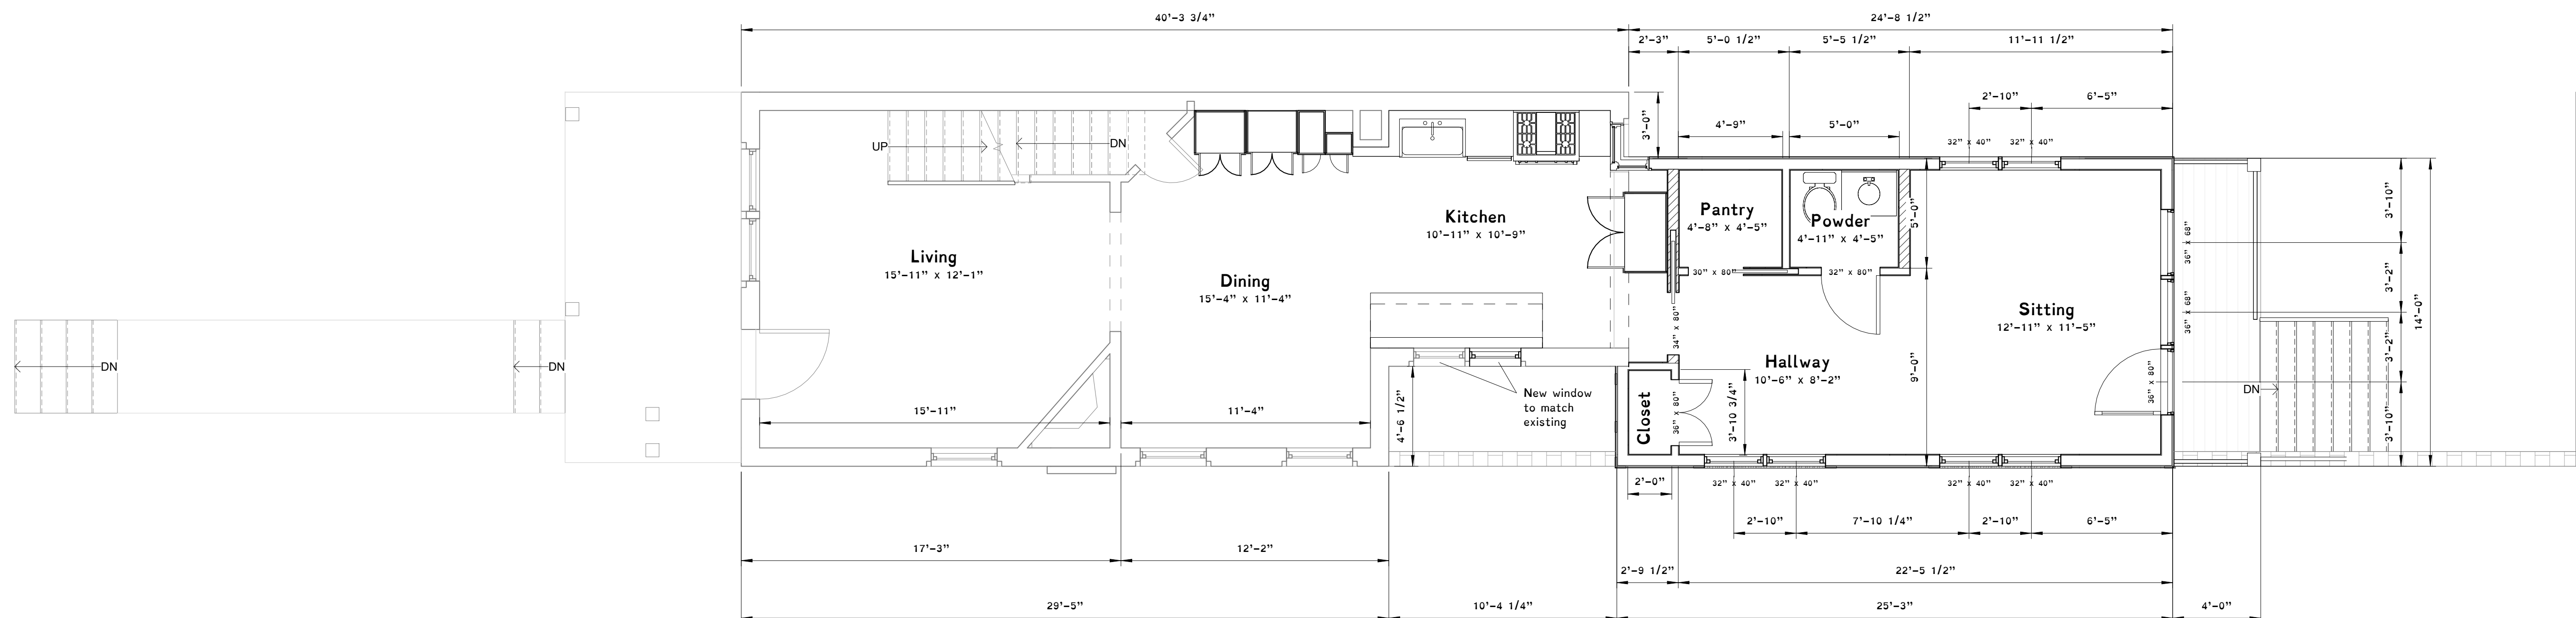 40'-3 3/4"
24'-8 1/2"
2'-3"
5'-0 1/2"
5'-5 1/2"
11'-11 1/2"
2'-10"
6'-5"
3'-0"
4'-9"
5'-0"
32" x 40"
32" x 40"
UP
DN
Living
15'-11" x 12'-1"
Dining
15'-4" x 11'-4"
Kitchen
10'-11" x 10'-9"
Pantry
4'-8" x 4'-5"
Powder
4'-11" x 4'-5"
5'-0"
30" x 80"
32" x 80"
34" x 80"
Sitting
12'-11" x 11'-5"
Hallway
10'-6" x 8'-2"
9'-0"
36" x 68"
36" x 68"
36" x 80"
3'-10"
3'-2"
3'-2"
3'-10"
14'-0"
DN
DN
DN
New window
to match
existing
Closet
36" x 80"
3'-10 3/4"
4'-6 1/2"
15'-11"
11'-4"
2'-0"
32" x 40"
32" x 40"
32" x 40"
32" x 40"
2'-10"
7'-10 1/4"
2'-10"
6'-5"
17'-3"
12'-2"
2'-9 1/2"
22'-5 1/2"
29'-5"
10'-4 1/4"
25'-3"
4'-0"